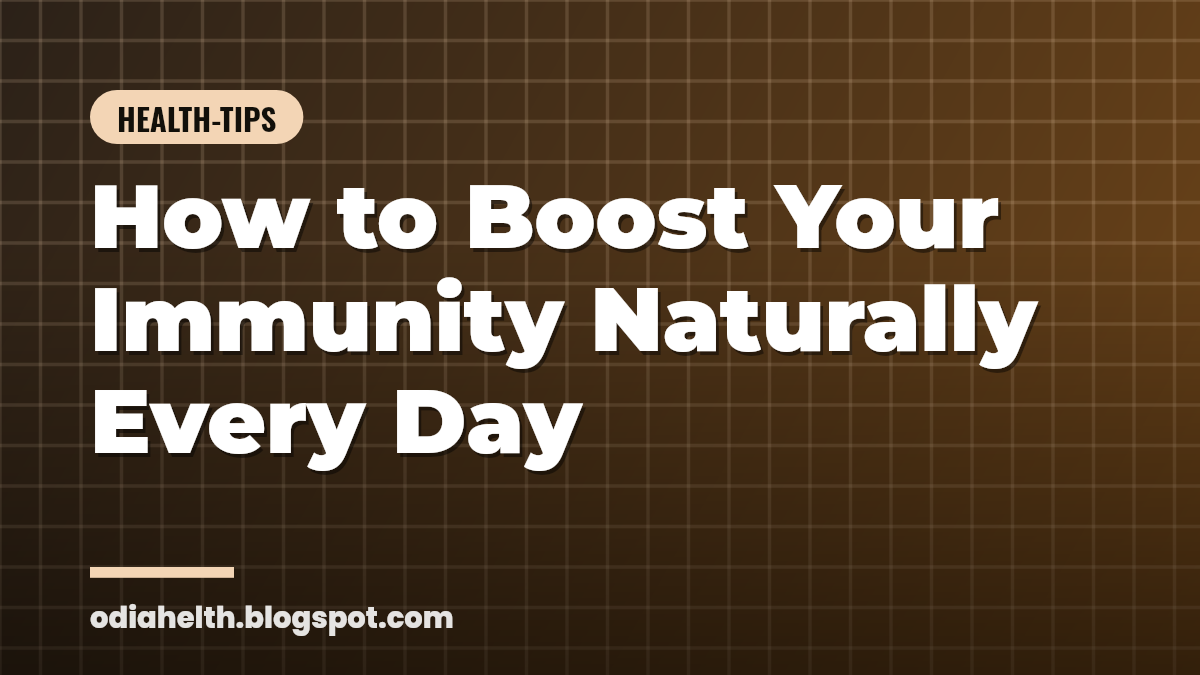 HEALTH-TIPS
How to Boost Your
Immunity Naturally
Every Day
odiahelth.blogspot.com